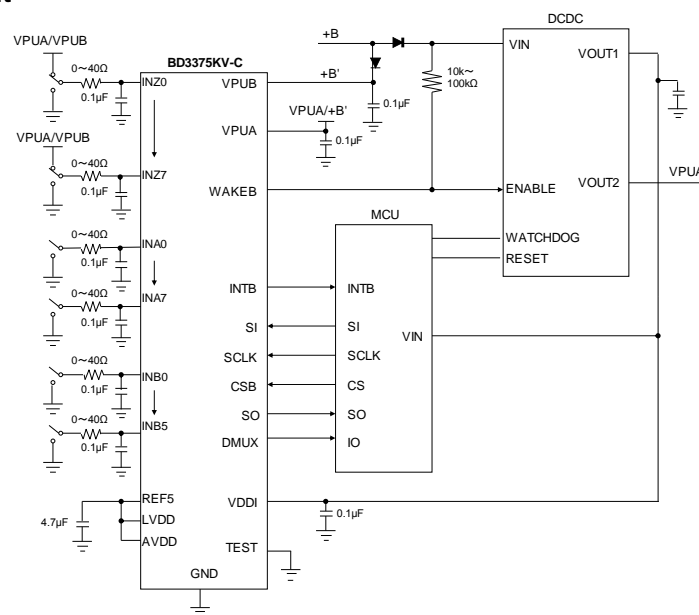 DCDC
VPUA/VPUB
BD3375KV-C
+B
VIN
VOUT1
0～40Ω
0.1μF
INZ0
VPUB
+B'
10k～
100kΩ
0.1μF
VPUA/+B'
VPUA
0.1μF
VPUA/VPUB
0～40Ω
0.1μF
INZ7
WAKEB
ENABLE
VOUT2
VPUA
MCU
0～40Ω
0.1μF
INA0
WATCHDOG
RESET
0～40Ω
0.1μF
INA7
INTB
INTB
SI
SI
VIN
SCLK
SCLK
0～40Ω
0.1μF
INB0
CSB
CS
0～40Ω
0.1μF
INB5
SO
SO
DMUX
IO
REF5
VDDI
4.7μF
LVDD
0.1μF
AVDD
TEST
GND